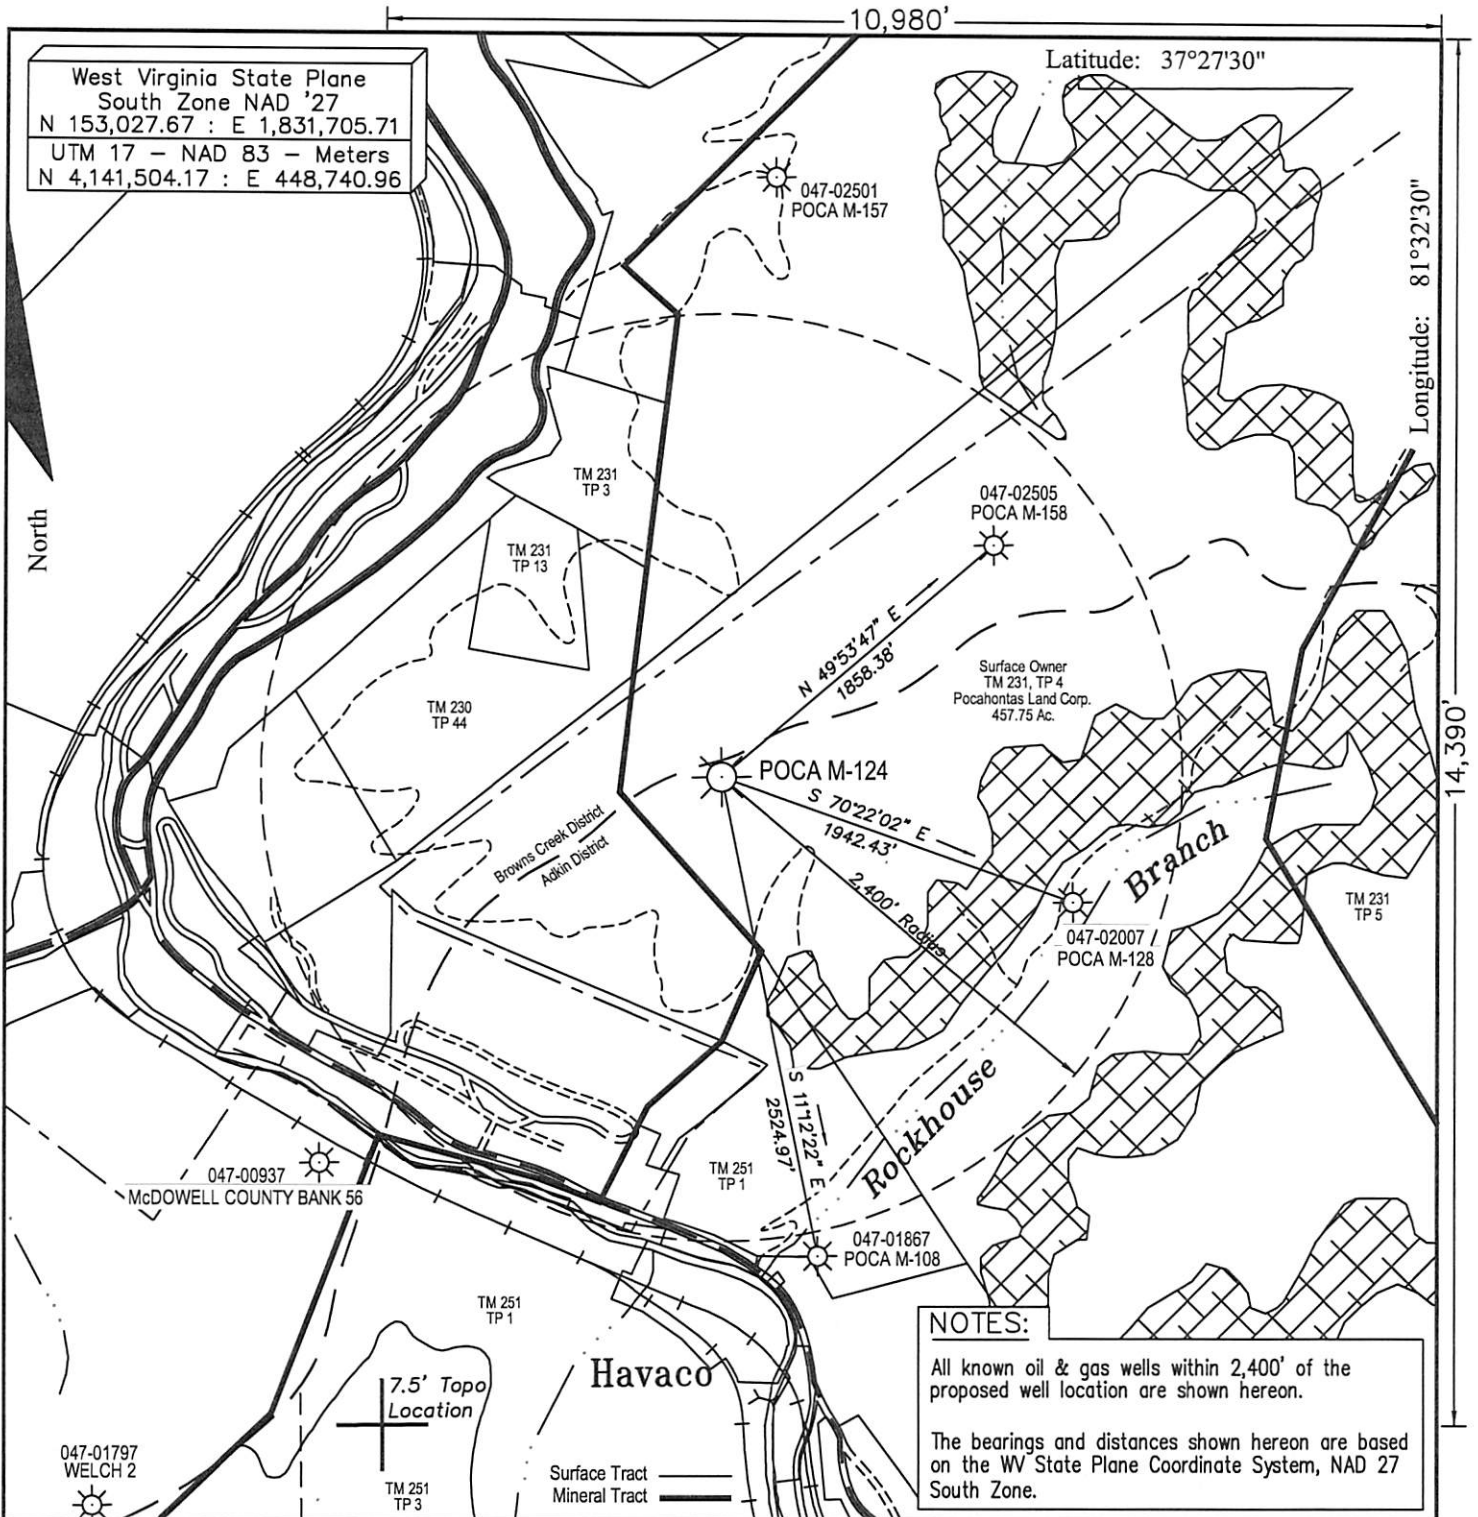 10,980'
West Virginia State Plane
South Zone NAD '27
N 153,027.67 : E 1,831,705.71
UTM 17 – NAD 83 – Meters
N 4,141,504.17 : E 448,740.96
Latitude: 37°27'30"
Longitude: 81°32'30"
047-02501
POCA M-157
North
TM 231
TP 3
047-02505
POCA M-158
TM 231
TP 13
N 49°53'47" E
1858.38'
Surface Owner
TM 231, TP 4
Pocahontas Land Corp.
457.75 Ac.
TM 230
TP 44
14,390'
POCA M-124
S 70°22'02" E
1942.43'
Browns Creek District
Adkin District
2,400' Radius
Branch
TM 231
TP 5
047-02007
POCA M-128
Rockhouse
S 11°12'22" E
2524.97'
047-00937
McDOWELL COUNTY BANK 56
TM 251
TP 1
047-01867
POCA M-108
TM 251
TP 1
Havaco
7.5' Topo
Location
047-01797
WELCH 2
TM 251
TP 3
Surface Tract
Mineral Tract
NOTES:
All known oil & gas wells within 2,400' of the
proposed well location are shown hereon.
The bearings and distances shown hereon are based
on the WV State Plane Coordinate System, NAD 27
South Zone.